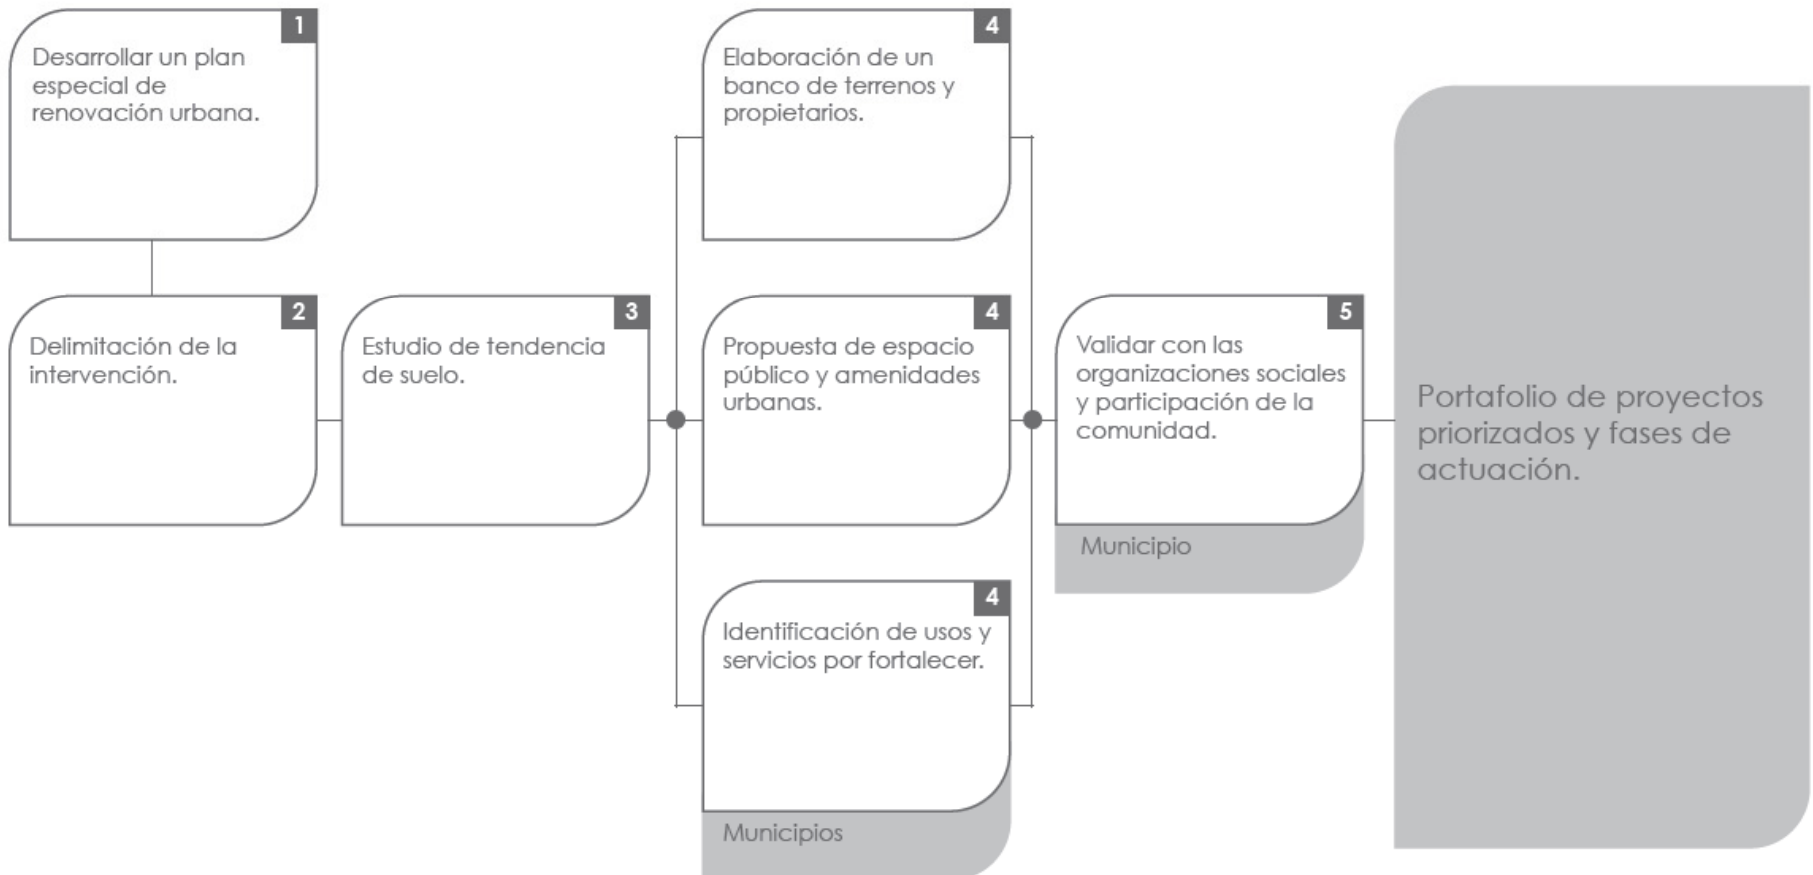 1
Desarrollar un plan
especial de
renovación urbana.
2
Delimitación de la
intervención.
3
Estudio de tendencia
de suelo.
4
Elaboración de un
banco de terrenos y
propietarios.
4
Propuesta de espacio
público y amenidades
urbanas.
4
Identificación de usos y
servicios por fortalecer.
Municipios
5
Validar con las
organizaciones sociales
y participación de la
comunidad.
Municipio
Portafolio de proyectos
priorizados y fases de
actuación.